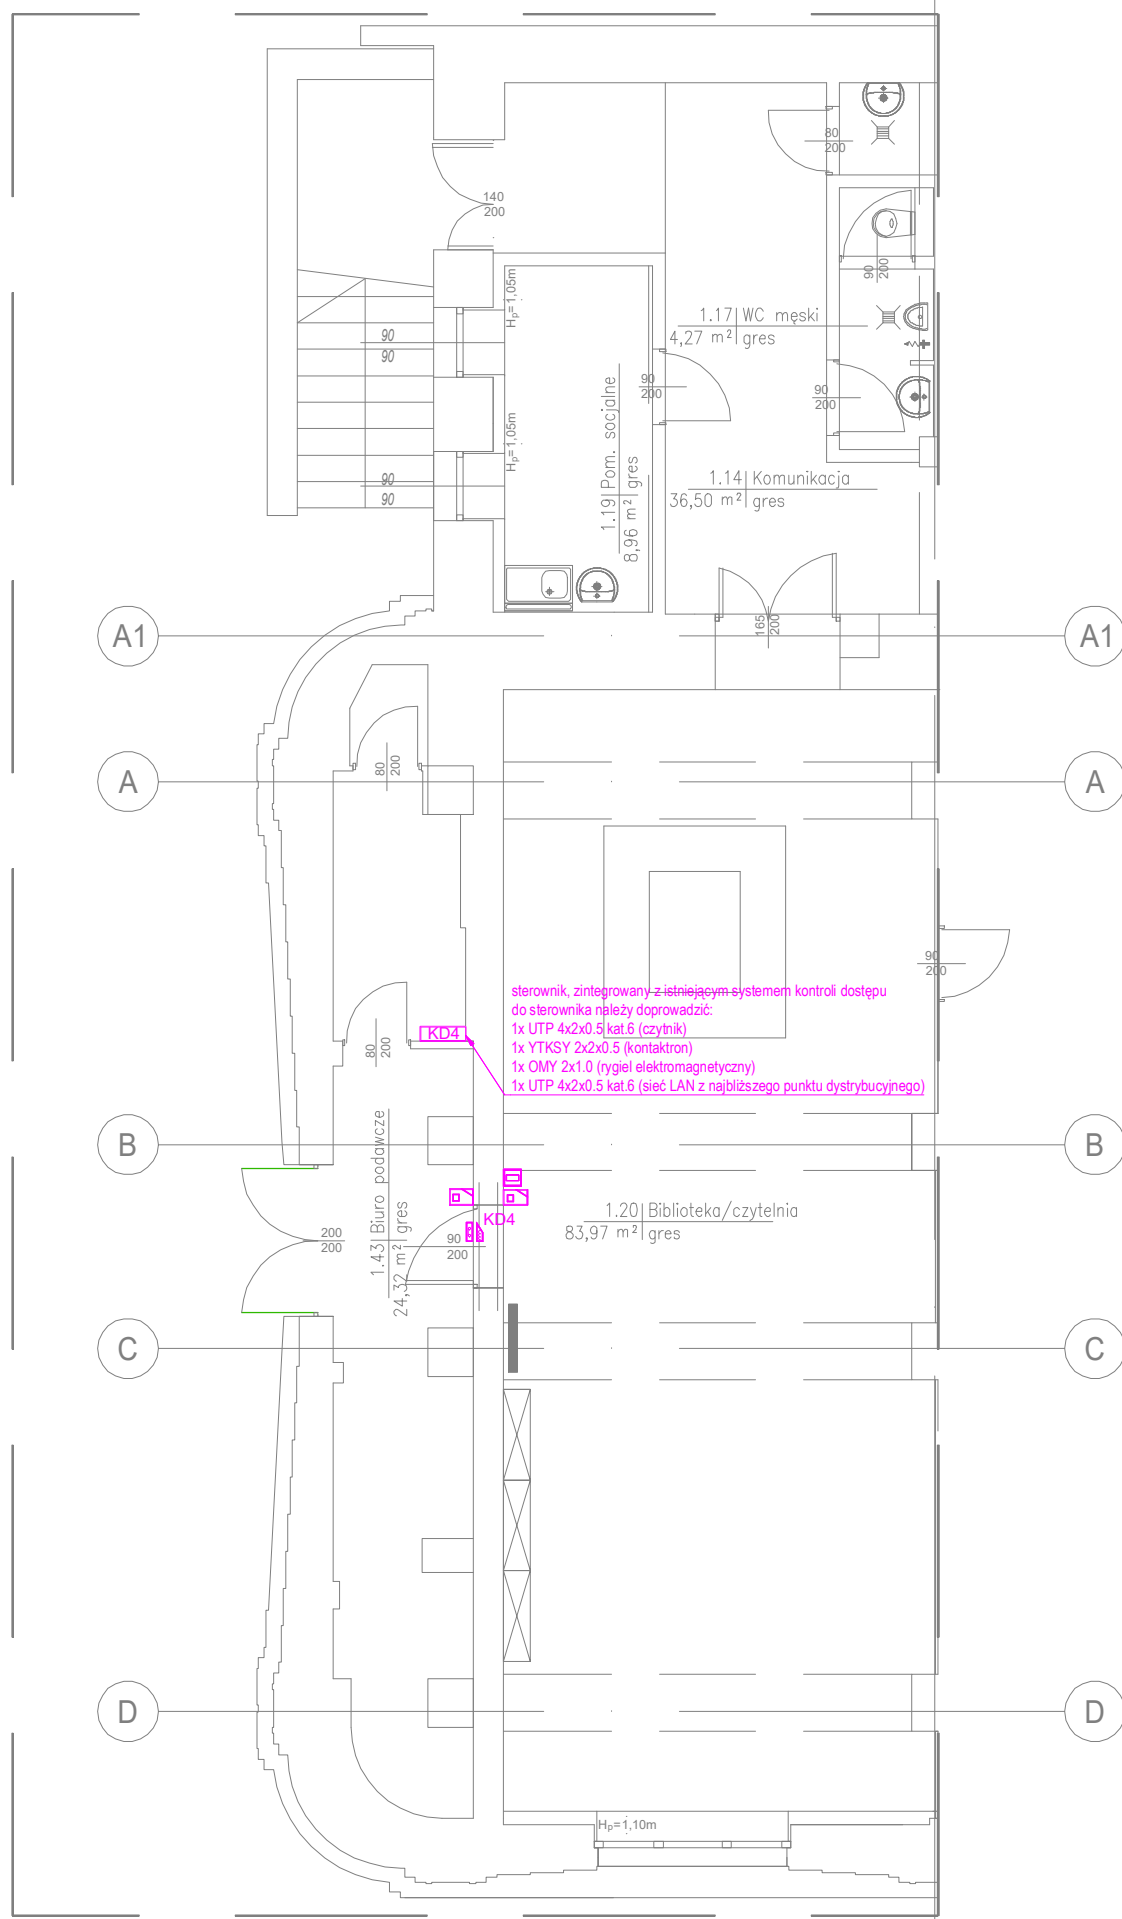 80
200
140
200
90
200
Hp=1,05m
1.17 WC męski
4,27 m² gres
90
90
90
200
90
200
1.19 Pom. socjalne
8,96 m² gres
Hp=1,05m
1.14 Komunikacja
36,50 m² gres
90
90
165
200
A1
A1
80
200
A
A
90
200
sterownik, zintegrowany z istniejącym systemem kontroli dostępu
do sterownika należy doprowadzić:
1x UTP 4x2x0.5 kat.6 (czytnik)
1x YTKSY 2x2x0.5 (kontaktron)
1x OMY 2x1.0 (rygiel elektromagnetyczny)
1x UTP 4x2x0.5 kat.6 (sieć LAN z najbliższego punktu dystrybucyjnego)
KD4
80
200
B
B
1.43 Biuro podawcze
24,32 m² gres
1.20 Biblioteka/czytelnia
83,97 m² gres
KD4
200
200
90
200
C
C
D
D
Hp=1,10m